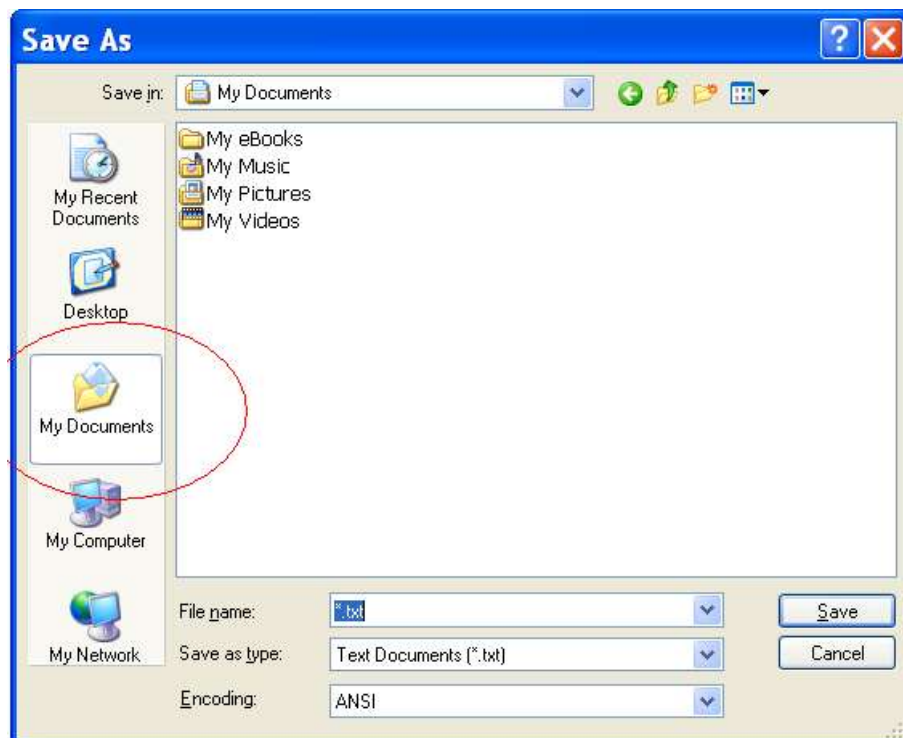 Save As
Save in: My Documents
My eBooks
My Music
My Pictures
My Videos
My Recent
Documents
Desktop
My Documents
My Computer
My Network
File name: *.txt
Save
Save as type: Text Documents (*.txt)
Cancel
Encoding: ANSI